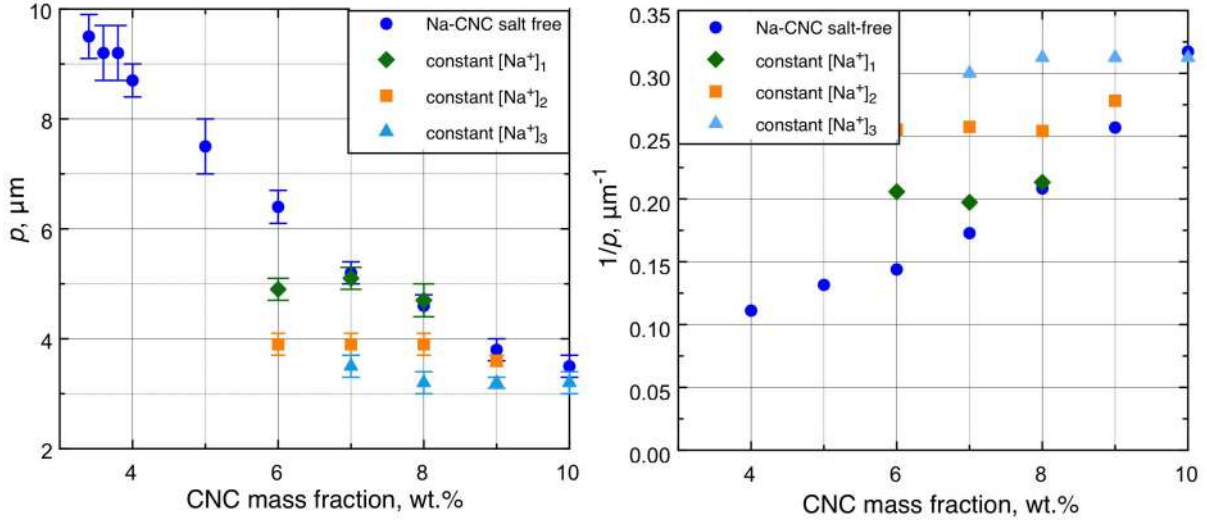 10
8
6
4
2
p, μm
4
6
8
10
CNC mass fraction, wt.%
Na-CNC salt free
constant [Na⁺]₁
constant [Na⁺]₂
constant [Na⁺]₃
0.35
0.30
0.25
0.20
0.15
0.10
0.05
0.00
1/p, μm⁻¹
4
6
8
10
CNC mass fraction, wt.%
Na-CNC salt-free
constant [Na⁺]₁
constant [Na⁺]₂
constant [Na⁺]₃